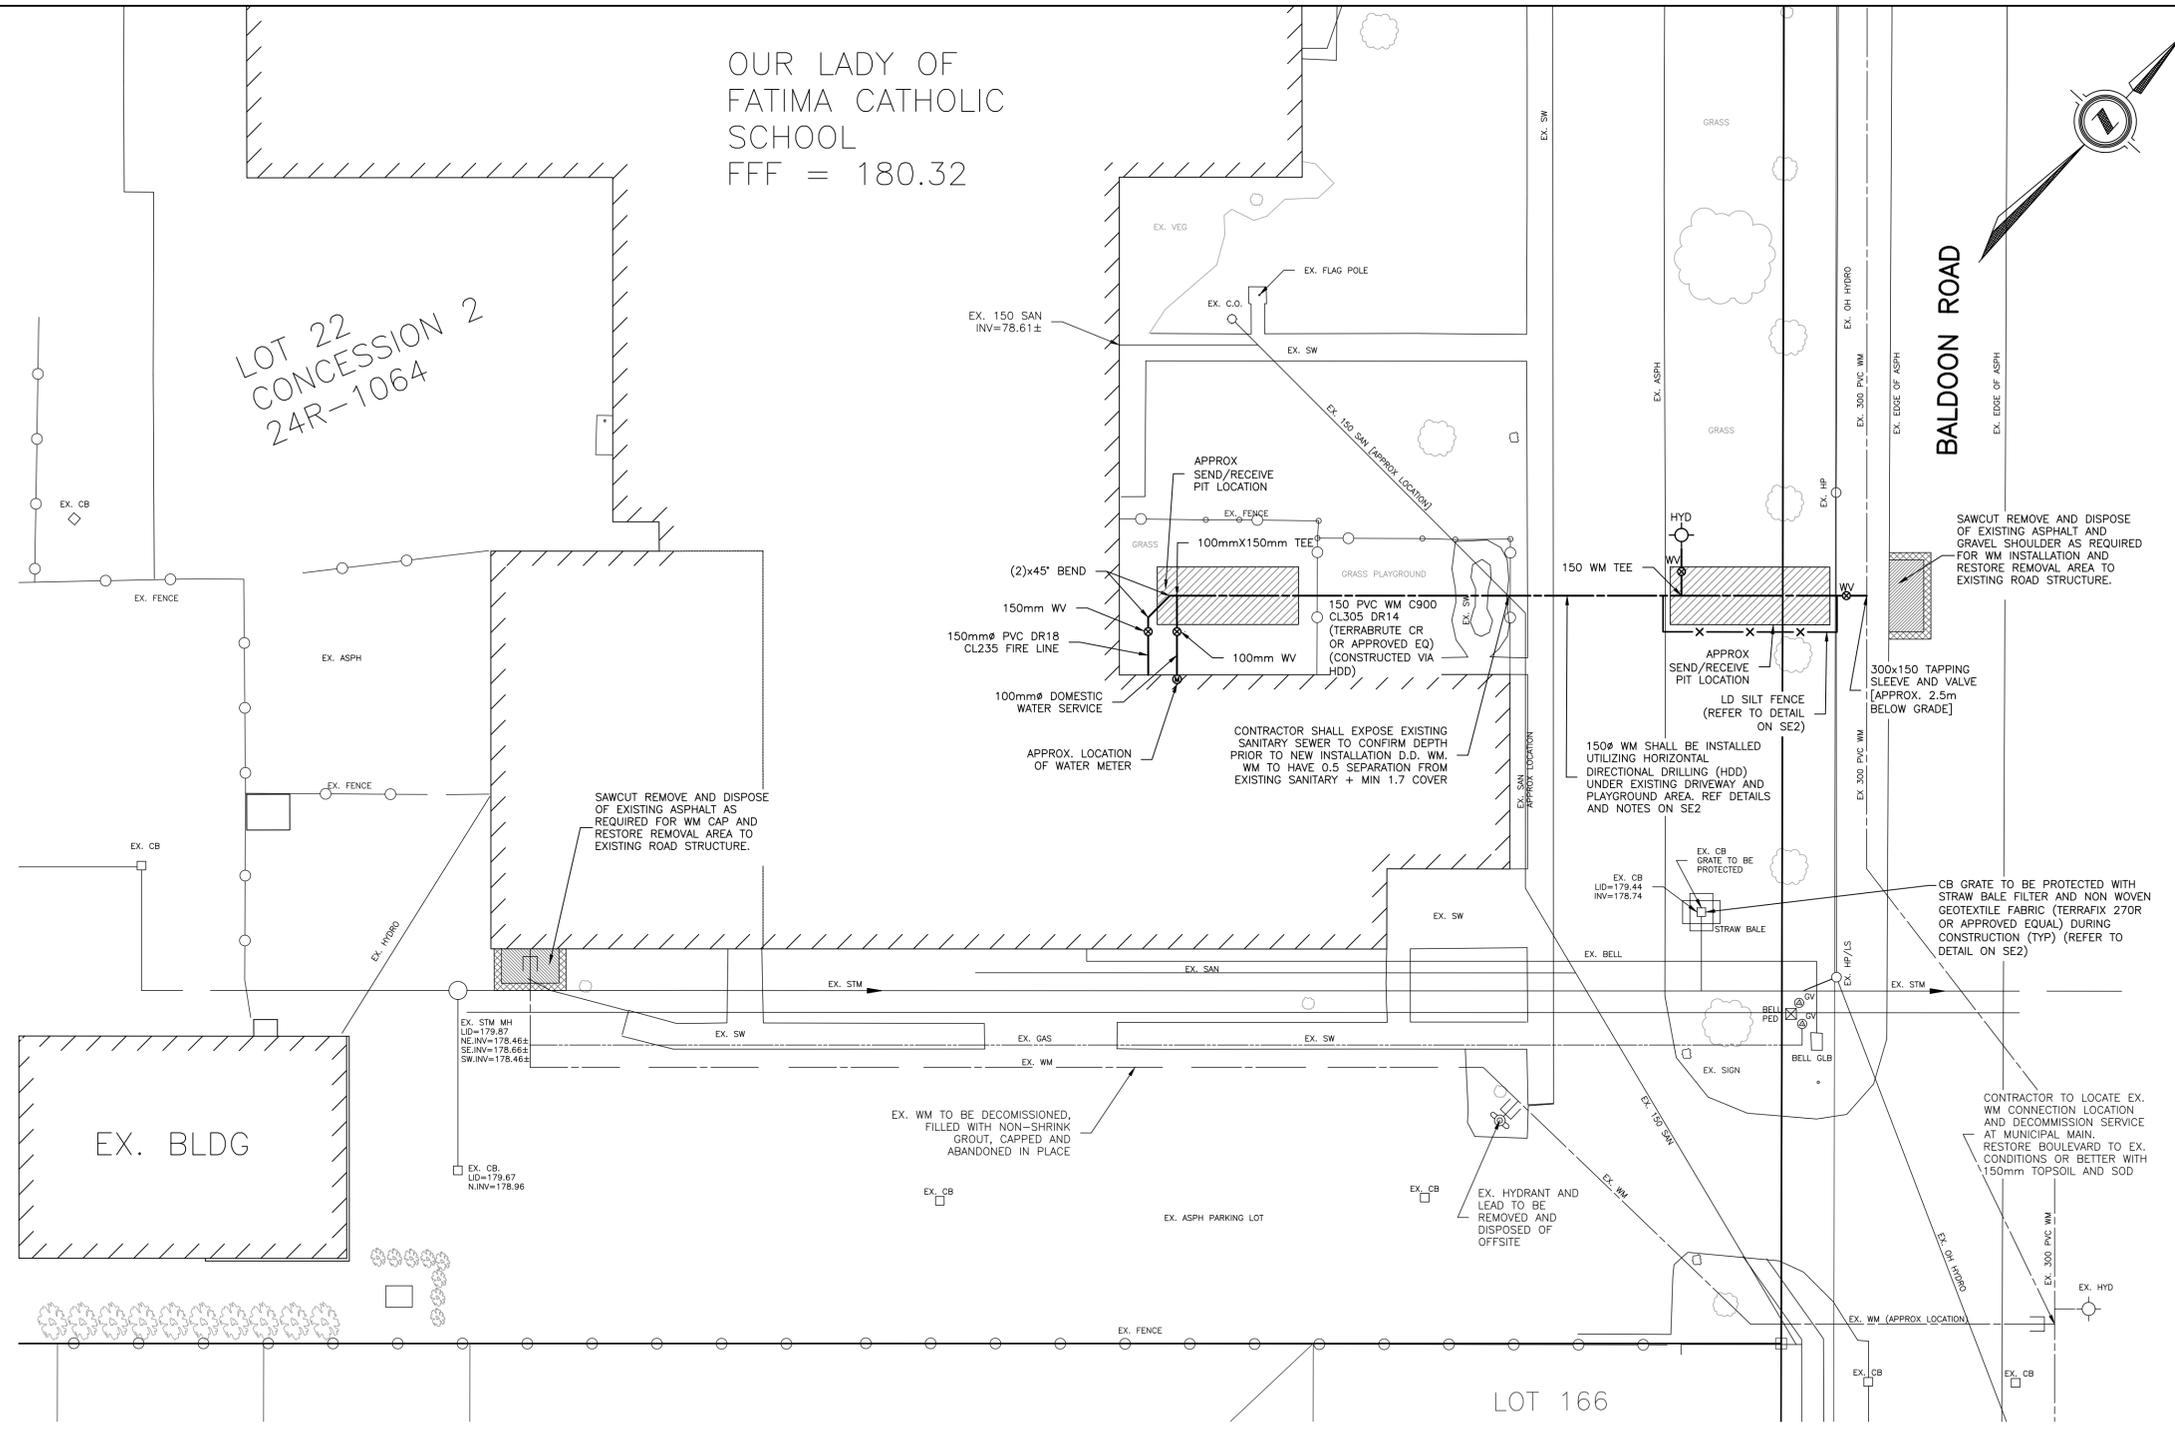 OUR LADY OF
FATIMA CATHOLIC
SCHOOL
FFF = 180.32
LOT 22
CONCESSION 2
24R-1064
EX. SW
GRASS
EX. VEG
EX. FLAG POLE
EX. C.O.
EX. 150 SAN
INV=78.61±
EX. SW
EX. 150 SAN [APPROX LOCATION]
EX. ASPH
GRASS
EX. OH HYDRO
EX. 300 PVC WM
EX. EDGE OF ASPH
BALDOON ROAD
EX. EDGE OF ASPH
EX. HP
EX. CB
EX. FENCE
EX. ASPH
EX. FENCE
EX. CB
EX. HYDRO
APPROX
SEND/RECEIVE
PIT LOCATION
EX. FENCE
GRASS
100mmX150mm TEE
(2)x45° BEND
150mm WV
150mmø PVC DR18
CL235 FIRE LINE
100mm WV
100mmø DOMESTIC
WATER SERVICE
APPROX. LOCATION
OF WATER METER
M
GRASS PLAYGROUND
150 PVC WM C900
CL305 DR14
(TERRABRUTE CR
OR APPROVED EQ)
(CONSTRUCTED VIA
HDD)
EX. SW
HYD
WV
150 WM TEE
WV
SAWCUT REMOVE AND DISPOSE
OF EXISTING ASPHALT AND
GRAVEL SHOULDER AS REQUIRED
FOR WM INSTALLATION AND
RESTORE REMOVAL AREA TO
EXISTING ROAD STRUCTURE.
APPROX
SEND/RECEIVE
PIT LOCATION
LD SILT FENCE
(REFER TO DETAIL
ON SE2)
300x150 TAPPING
SLEEVE AND VALVE
[APPROX. 2.5m
BELOW GRADE]
CONTRACTOR SHALL EXPOSE EXISTING
SANITARY SEWER TO CONFIRM DEPTH
PRIOR TO NEW INSTALLATION D.D. WM.
WM TO HAVE 0.5 SEPARATION FROM
EXISTING SANITARY + MIN 1.7 COVER
EX. SAN
APPROX LOCATION
150ø WM SHALL BE INSTALLED
UTILIZING HORIZONTAL
DIRECTIONAL DRILLING (HDD)
UNDER EXISTING DRIVEWAY AND
PLAYGROUND AREA. REF DETAILS
AND NOTES ON SE2
EX 300 PVC WM
SAWCUT REMOVE AND DISPOSE
OF EXISTING ASPHALT AS
REQUIRED FOR WM CAP AND
RESTORE REMOVAL AREA TO
EXISTING ROAD STRUCTURE.
EX. CB
GRATE TO BE
PROTECTED
EX. CB
LID=179.44
INV=178.74
STRAW BALE
CB GRATE TO BE PROTECTED WITH
STRAW BALE FILTER AND NON WOVEN
GEOTEXTILE FABRIC (TERRAFIX 270R
OR APPROVED EQUAL) DURING
CONSTRUCTION (TYP) (REFER TO
DETAIL ON SE2)
EX. SW
EX. BELL
EX. SAN
EX. STM
EX. HP/LS
EX. STM
GV
BELL
PED
GV
BELL GLB
EX. SIGN
EX. STM MH
LID=179.87
NE.INV=178.46±
SE.INV=178.66±
SW.INV=178.46±
EX. SW
EX. GAS
EX. SW
EX. WM
EX. WM TO BE DECOMISSIONED,
FILLED WITH NON-SHRINK
GROUT, CAPPED AND
ABANDONED IN PLACE
EX. 150 SAN
CONTRACTOR TO LOCATE EX.
WM CONNECTION LOCATION
AND DECOMMISSION SERVICE
AT MUNICIPAL MAIN.
RESTORE BOULEVARD TO EX.
CONDITIONS OR BETTER WITH
150mm TOPSOIL AND SOD
EX. BLDG
EX. CB.
LID=179.67
N.INV=178.96
EX. CB
EX. CB
EX. WM
EX. HYDRANT AND
LEAD TO BE
REMOVED AND
DISPOSED OF
OFFSITE
EX. ASPH PARKING LOT
EX. OH HYDRO
EX. 300 PVC WM
EX. HYD
EX. WM (APPROX LOCATION)
EX. FENCE
EX. CB
EX. CB
LOT 166